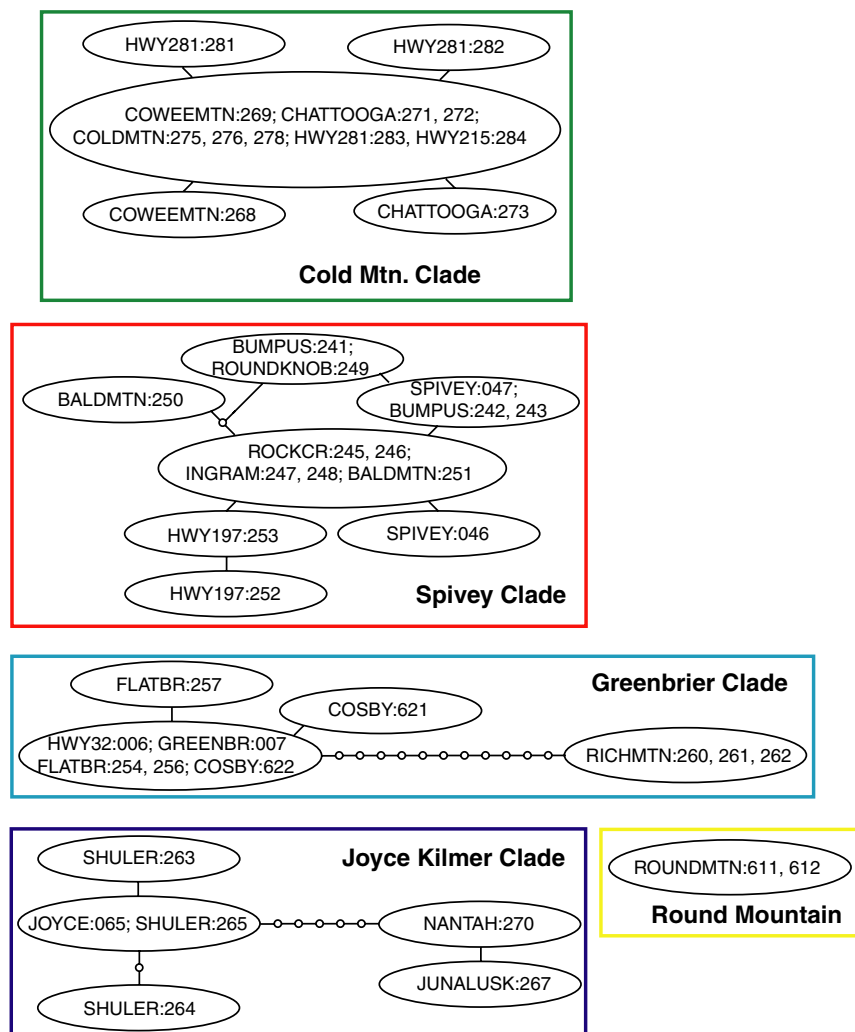 HWY281:281
HWY281:282
COWEEMTN:269; CHATTOOGA:271, 272;
COLDMTN:275, 276, 278; HWY281:283, HWY215:284
COWEEMTN:268
CHATTOOGA:273
Cold Mtn. Clade
BUMPUS:241;
ROUNDKNOB:249
BALDMTN:250
SPIVEY:047;
BUMPUS:242, 243
ROCKCR:245, 246;
INGRAM:247, 248; BALDMTN:251
HWY197:253
SPIVEY:046
HWY197:252
Spivey Clade
FLATBR:257
Greenbrier Clade
COSBY:621
HWY32:006; GREENBR:007
FLATBR:254, 256; COSBY:622
RICHMTN:260, 261, 262
SHULER:263
Joyce Kilmer Clade
JOYCE:065; SHULER:265
NANTAH:270
JUNALUSK:267
SHULER:264
ROUNDMTN:611, 612
Round Mountain